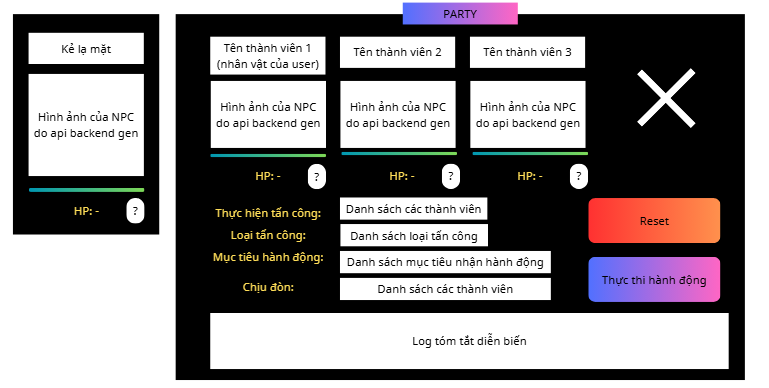 Kẻ lạ mặt
Hình ảnh của NPC
do api backend gen
HP: -
?
PARTY
Tên thành viên 1
(nhân vật của user)
Tên thành viên 2
Tên thành viên 3
Hình ảnh của NPC
do api backend gen
Hình ảnh của NPC
do api backend gen
Hình ảnh của NPC
do api backend gen
HP: -
?
HP: -
?
HP: -
?
Thực hiện tấn công:
Danh sách các thành viên
Loại tấn công:
Danh sách loại tấn công
Mục tiêu hành động:
Danh sách mục tiêu nhận hành động
Chịu đòn:
Danh sách các thành viên
Reset
Thực thi hành động
Log tóm tắt diễn biến